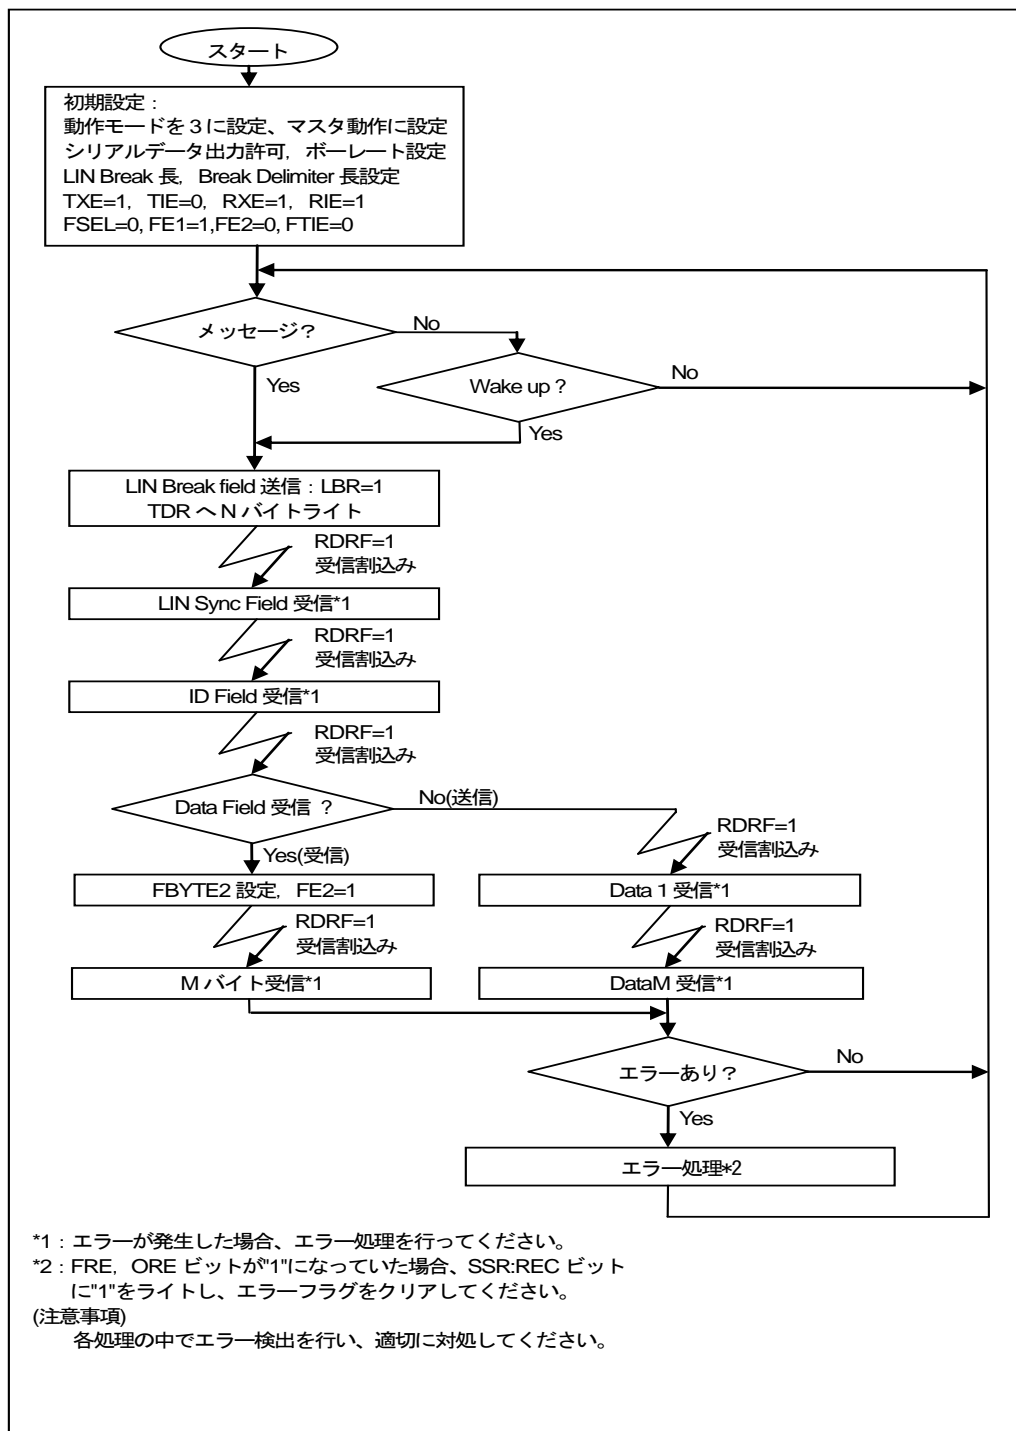 スタート
初期設定：
動作モードを３に設定、マスタ動作に設定
シリアルデータ出力許可，ボーレート設定
LIN Break 長，Break Delimiter 長設定
TXE=1，TIE=0，RXE=1，RIE=1
FSEL=0, FE1=1,FE2=0, FTIE=0
メッセージ？
No
Yes
Wake up？
No
Yes
LIN Break field 送信：LBR=1
TDR へ N バイトライト
RDRF=1
受信割込み
LIN Sync Field 受信*1
RDRF=1
受信割込み
ID Field 受信*1
RDRF=1
受信割込み
Data Field 受信 ？
No(送信)
Yes(受信)
RDRF=1
受信割込み
FBYTE2 設定，FE2=1
Data 1 受信*1
RDRF=1
受信割込み
RDRF=1
受信割込み
M バイト受信*1
DataM 受信*1
エラーあり？
No
Yes
エラー処理*2
*1：エラーが発生した場合、エラー処理を行ってください。
*2：FRE，ORE ビットが"1"になっていた場合、SSR:REC ビット
に"1"をライトし、エラーフラグをクリアしてください。
(注意事項)
各処理の中でエラー検出を行い、適切に対処してください。